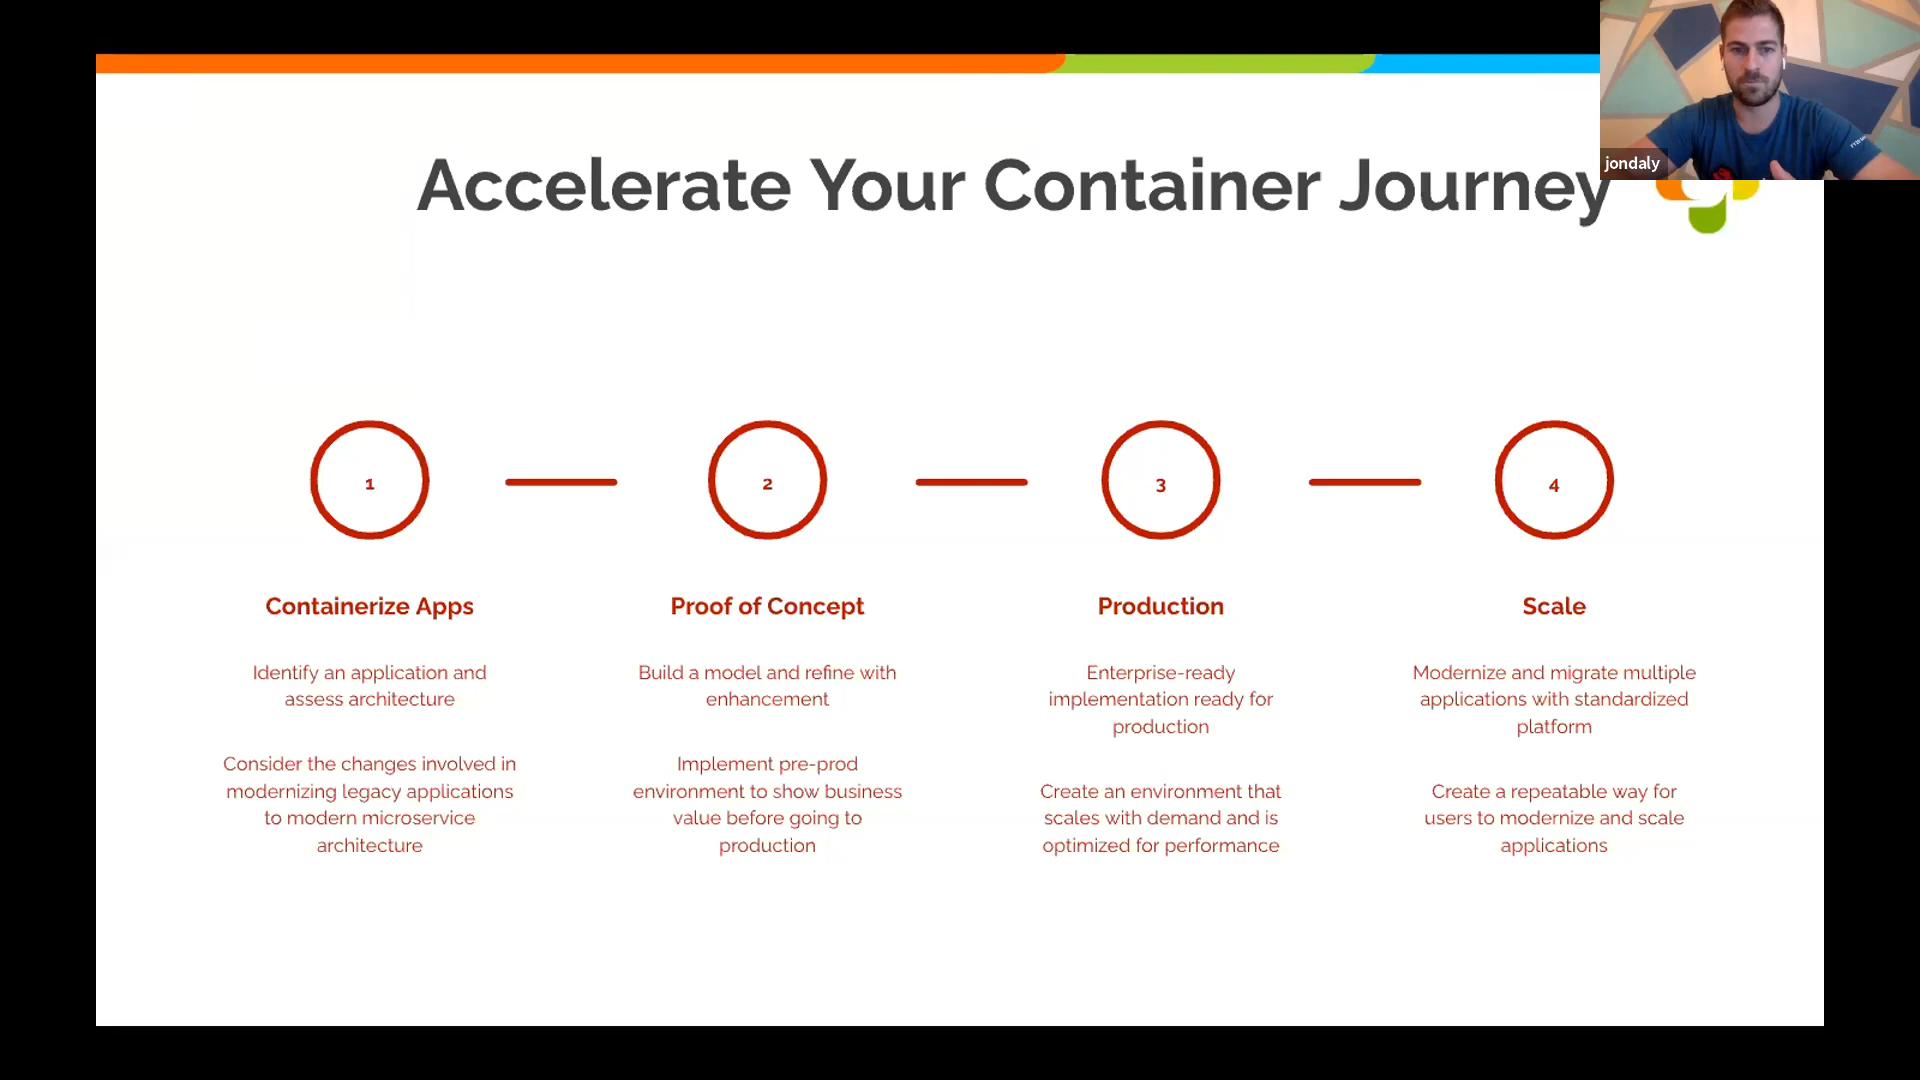 jondaly
Accelerate Your Container Journey
1
2
3
4
Containerize Apps
Identify an application and
assess architecture
Consider the changes involved in
modernizing legacy applications
to modern microservice
architecture
Proof of Concept
Build a model and refine with
enhancement
Implement pre-prod
environment to show business
value before going to
production
Production
Enterprise-ready
implementation ready for
production
Create an environment that
scales with demand and is
optimized for performance
Scale
Modernize and migrate multiple
applications with standardized
platform
Create a repeatable way for
users to modernize and scale
applications